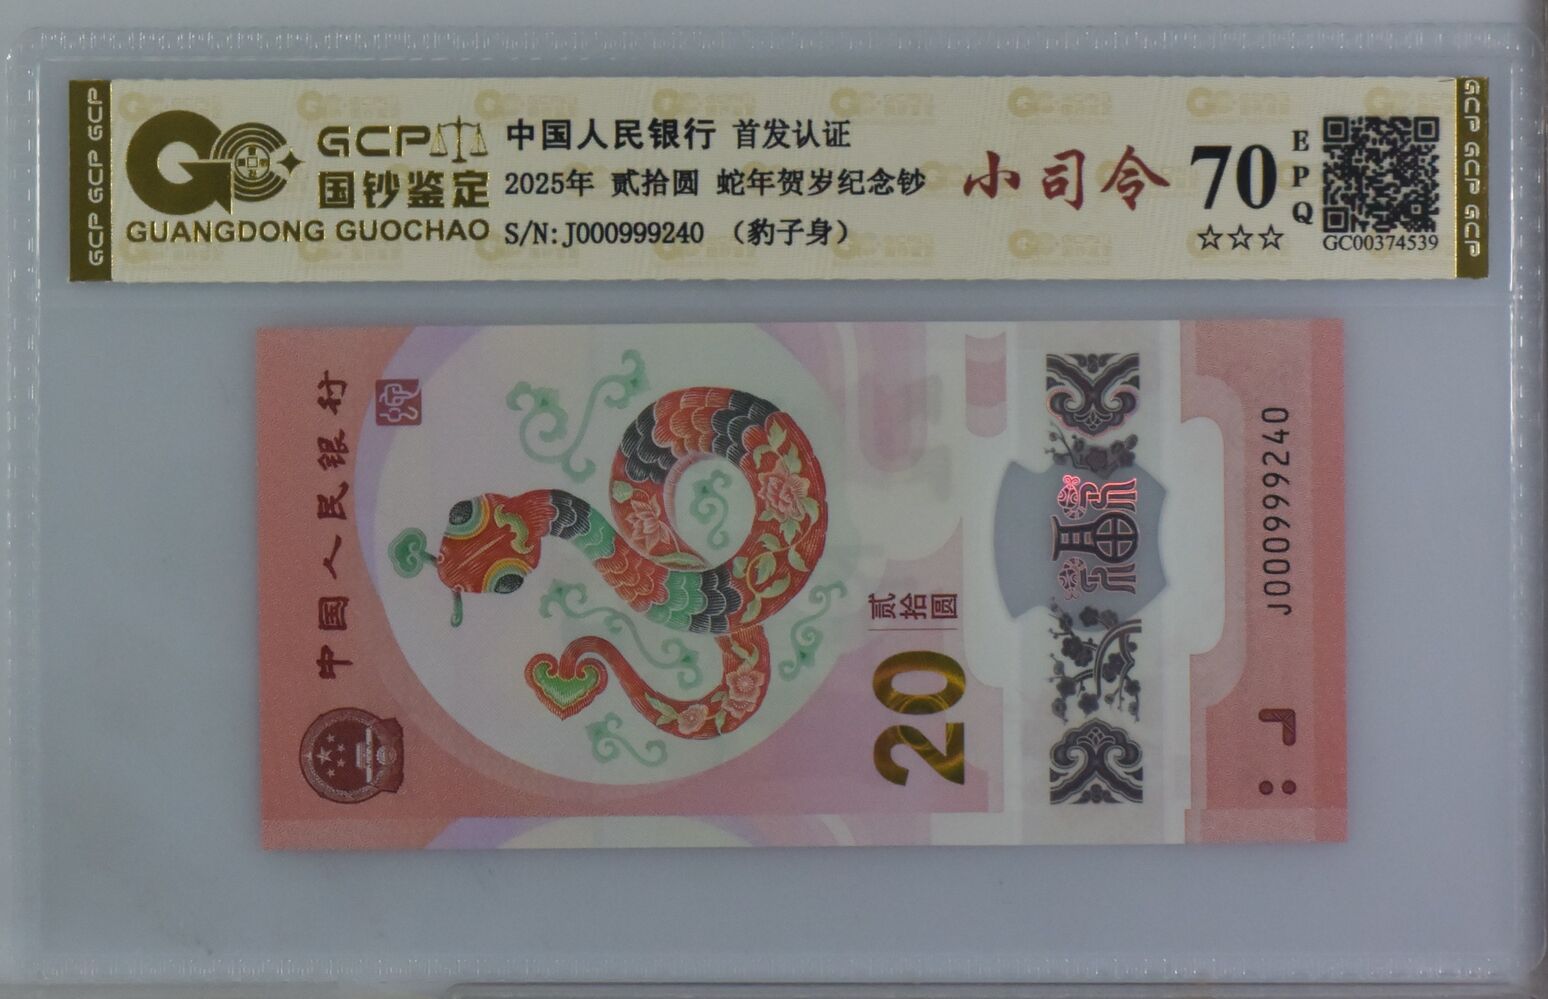 GCP GCP GCP
GCP
国钞鉴定
GUANGDONG GUOCHAO
中国人民银行 首发认证
2025年 贰拾圆 蛇年贺岁纪念钞
S/N:J000999240 （豹子身）
小司令
70
EPQ
☆☆☆
GC00374539
GCP GCP GCP
中国人民银行
贰拾圆
20
J000999240